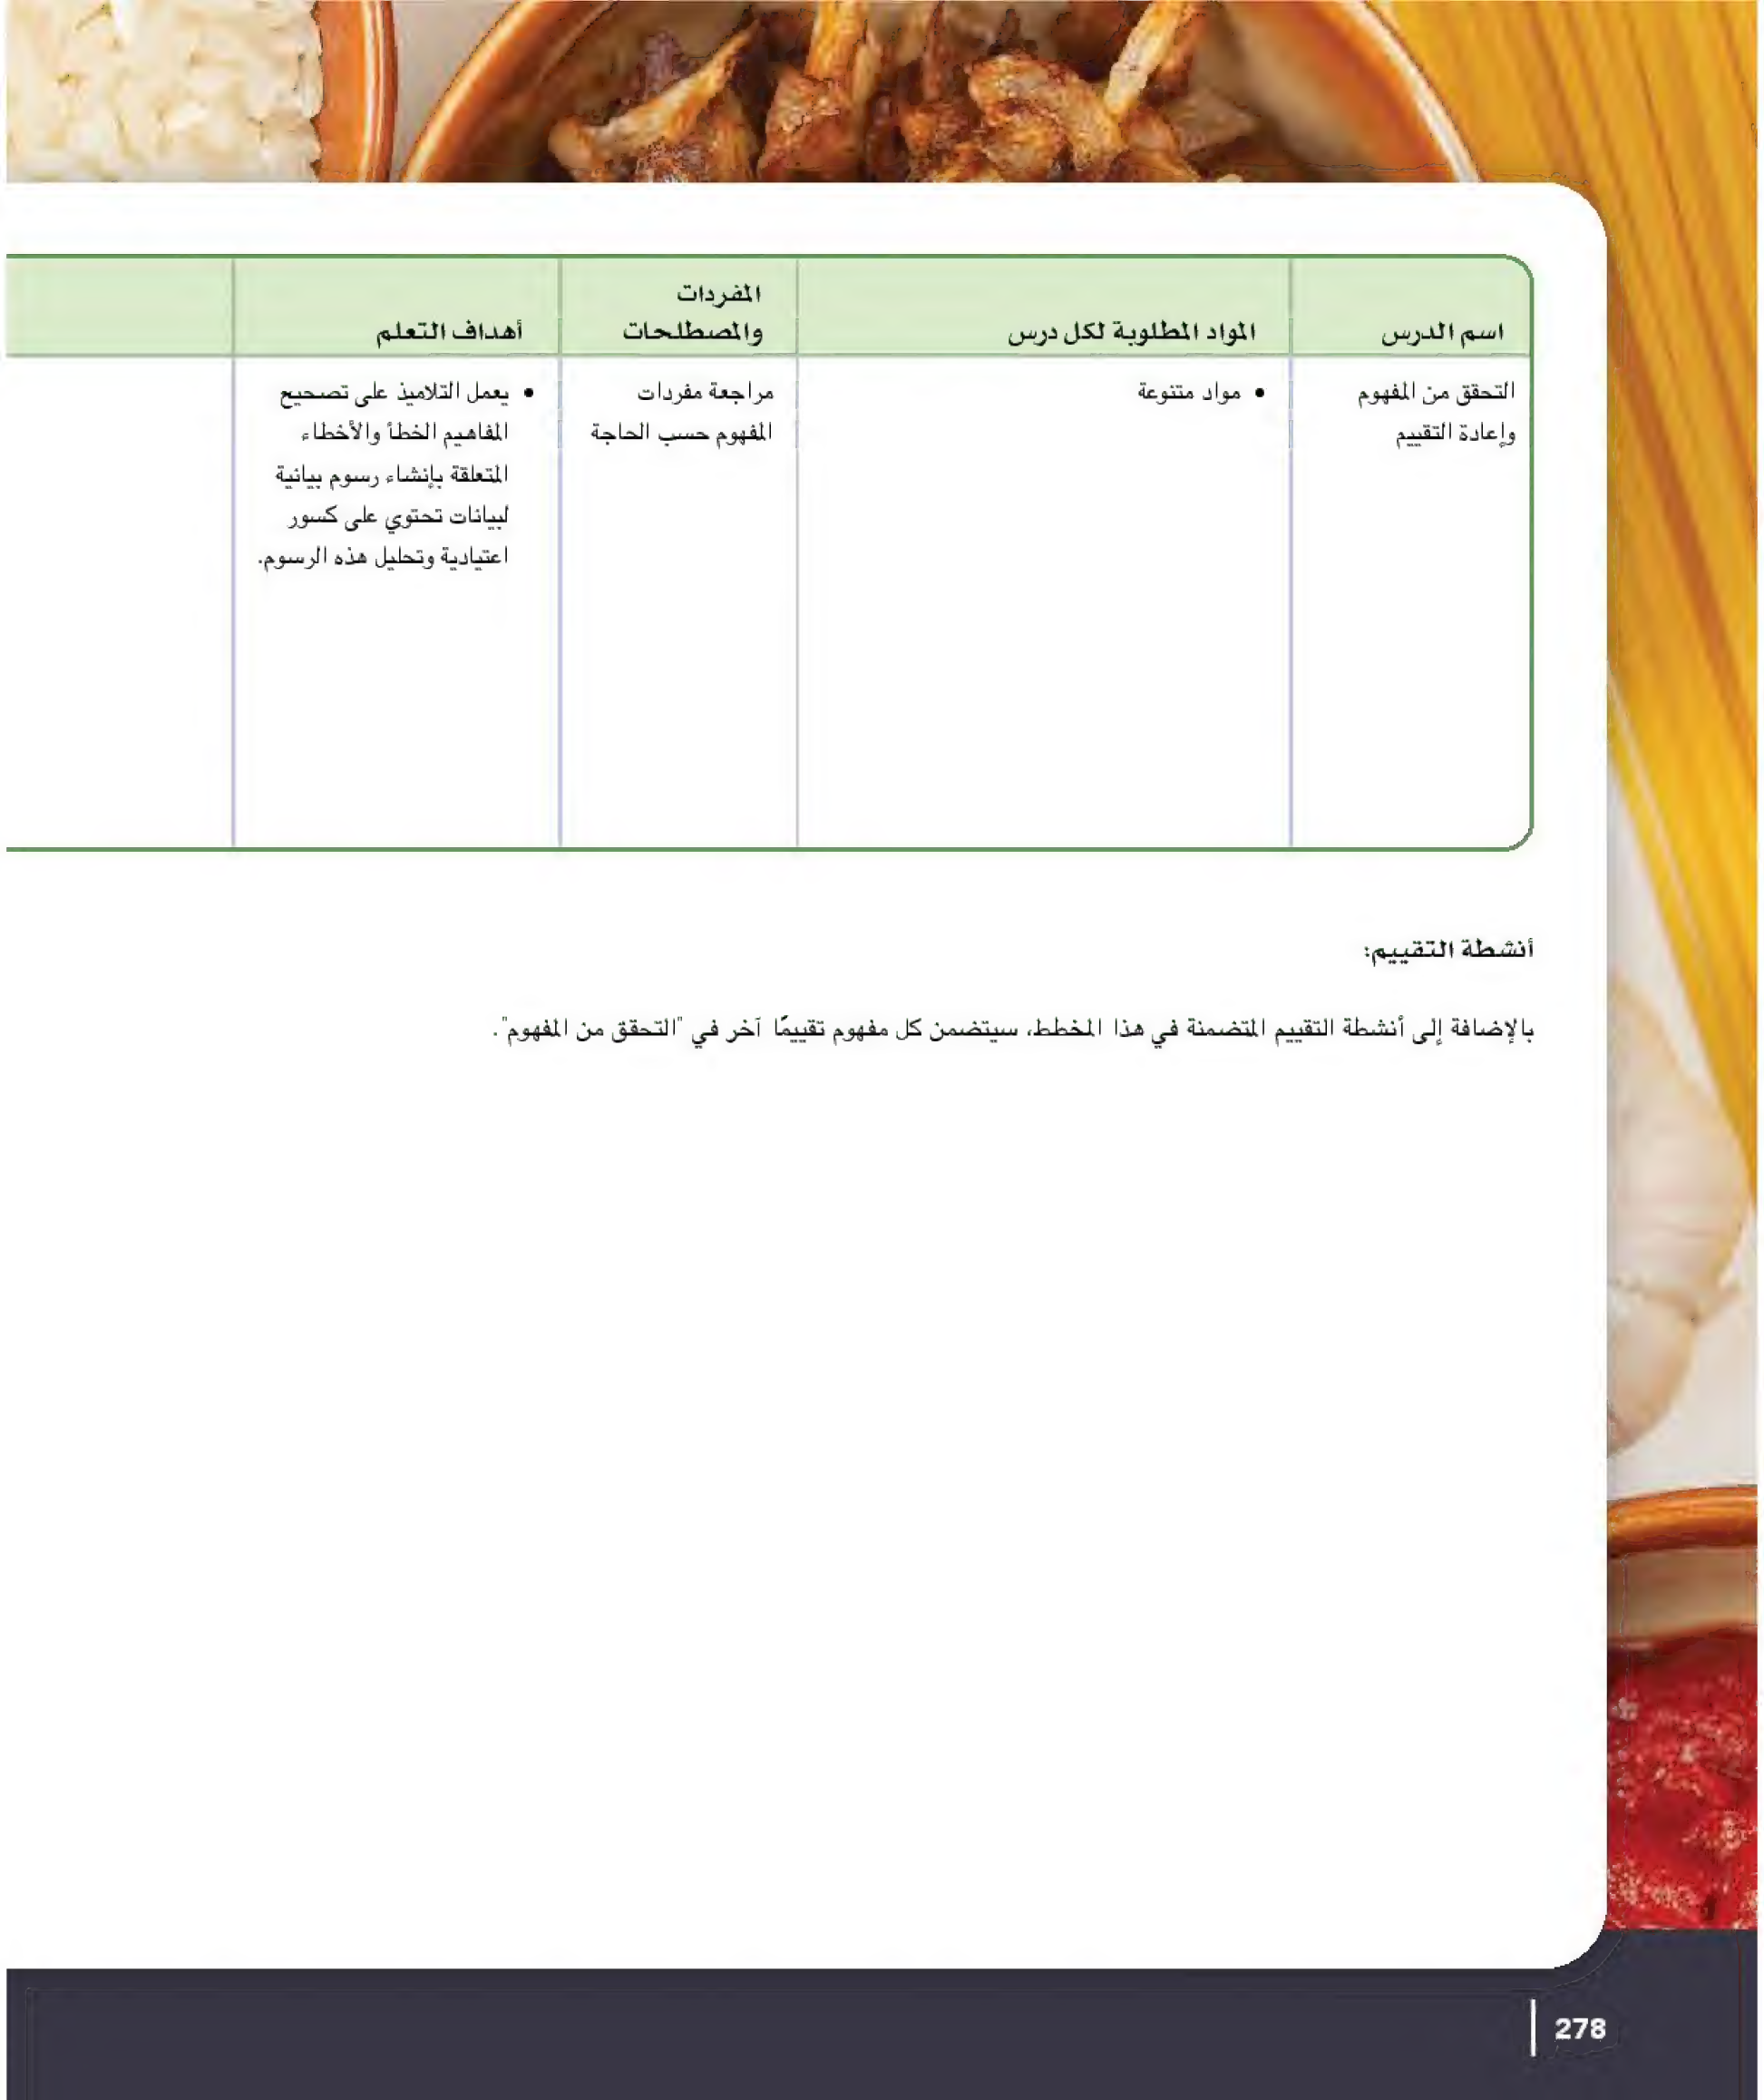 اسم الدرس
المواد المطلوبة لكل درس
المفردات
والمصطلحات
أهداف التعلم
التحقق من المفهوم
وإعادة التقييم
• مواد متنوعة
مراجعة مفردات
المفهوم حسب الحاجة
• يعمل التلاميذ على تصحيح
المفاهيم الخطأ والأخطاء
المتعلقة بإنشاء رسوم بيانية
لبيانات تحتوي على كسور
اعتيادية وتحليل هذه الرسوم.
أنشطة التقييم:
بالإضافة إلى أنشطة التقييم المتضمنة في هذا المخطط، سيتضمن كل مفهوم تقييمًا آخر في "التحقق من المفهوم".
278